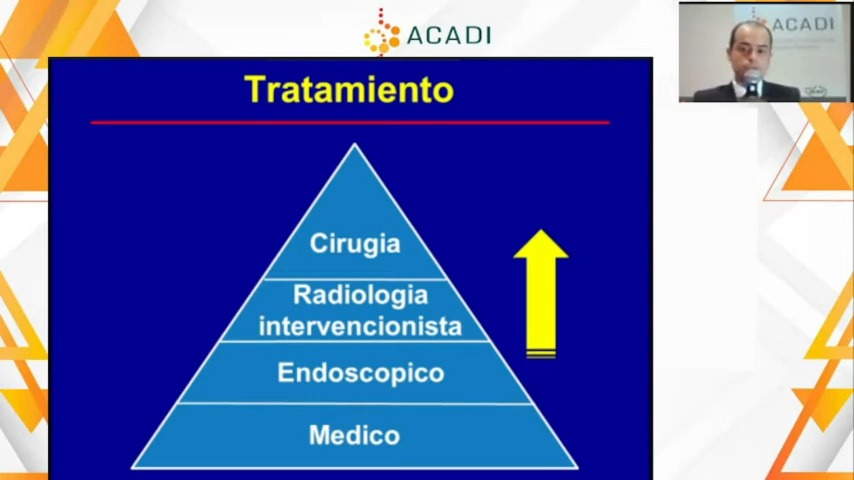 ACADI
ACADI
Tratamiento
Cirugia
Radiologia
intervencionista
Endoscopico
Medico